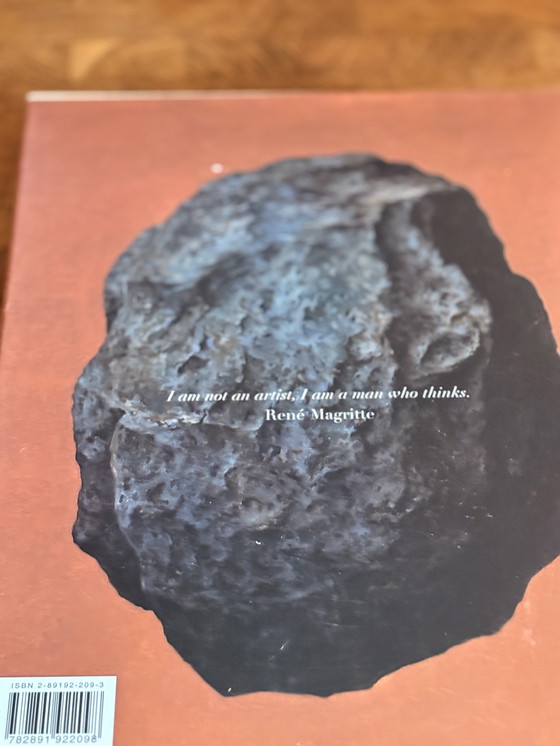 I am not an artist, I am a man who thinks.
René Magritte
ISBN 2-89192-209-3
782891 922098